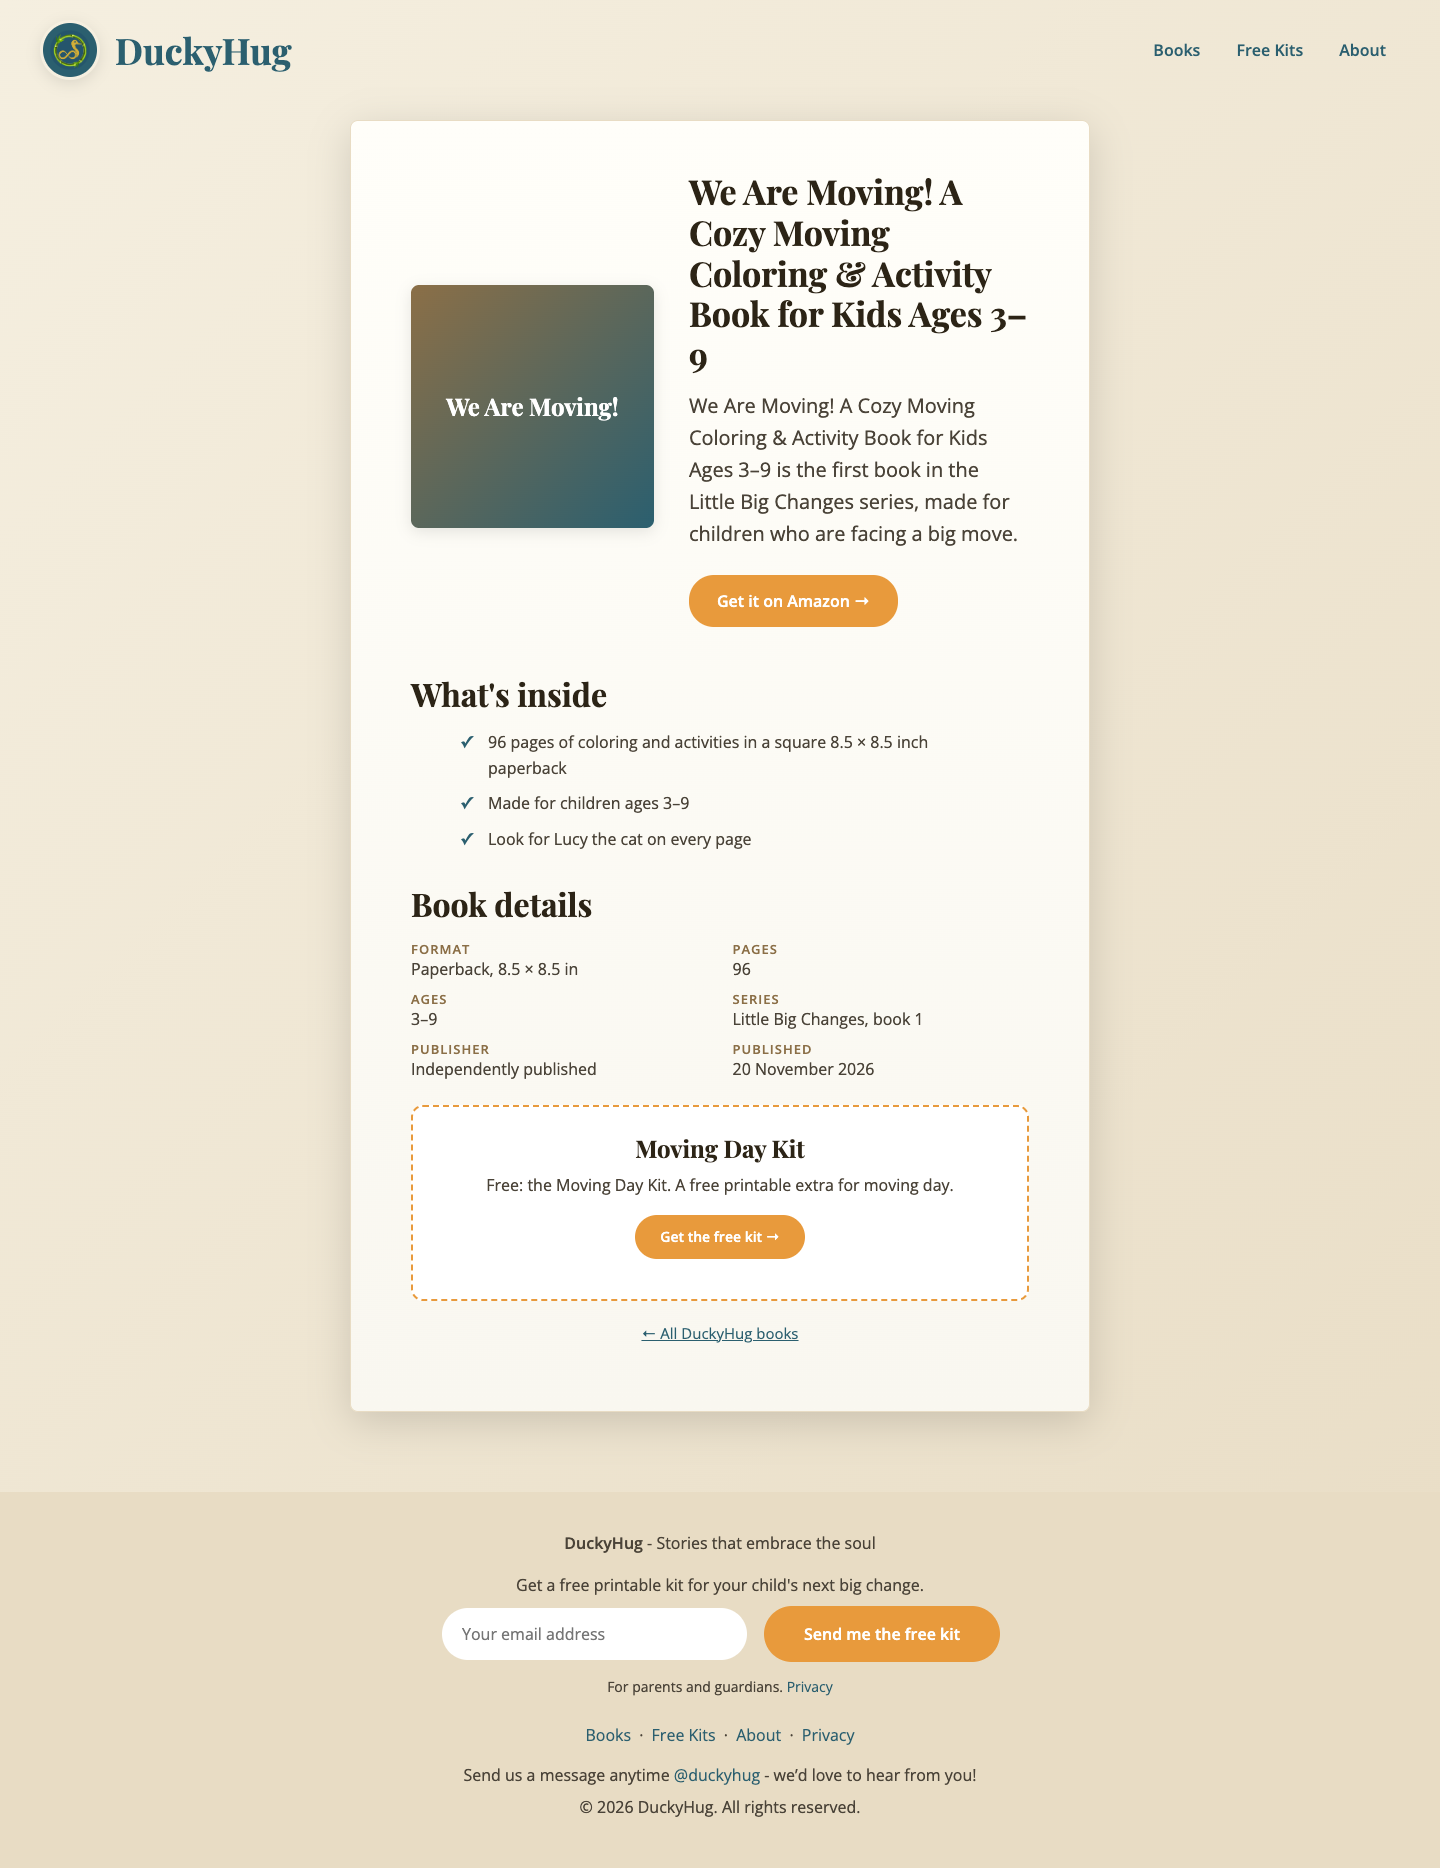 DuckyHug
Books
Free Kits
About
We Are Moving!
We Are Moving! A
Cozy Moving
Coloring & Activity
Book for Kids Ages 3–
9
We Are Moving! A Cozy Moving
Coloring & Activity Book for Kids
Ages 3–9 is the first book in the
Little Big Changes series, made for
children who are facing a big move.
Get it on Amazon →
What's inside
✓ 96 pages of coloring and activities in a square 8.5 × 8.5 inch
paperback
✓ Made for children ages 3–9
✓ Look for Lucy the cat on every page
Book details
FORMAT
Paperback, 8.5 × 8.5 in
PAGES
96
AGES
3–9
SERIES
Little Big Changes, book 1
PUBLISHER
Independently published
PUBLISHED
20 November 2026
Moving Day Kit
Free: the Moving Day Kit. A free printable extra for moving day.
Get the free kit →
← All DuckyHug books
DuckyHug - Stories that embrace the soul
Get a free printable kit for your child's next big change.
Your email address
Send me the free kit
For parents and guardians. Privacy
Books · Free Kits · About · Privacy
Send us a message anytime @duckyhug - we’d love to hear from you!
© 2026 DuckyHug. All rights reserved.